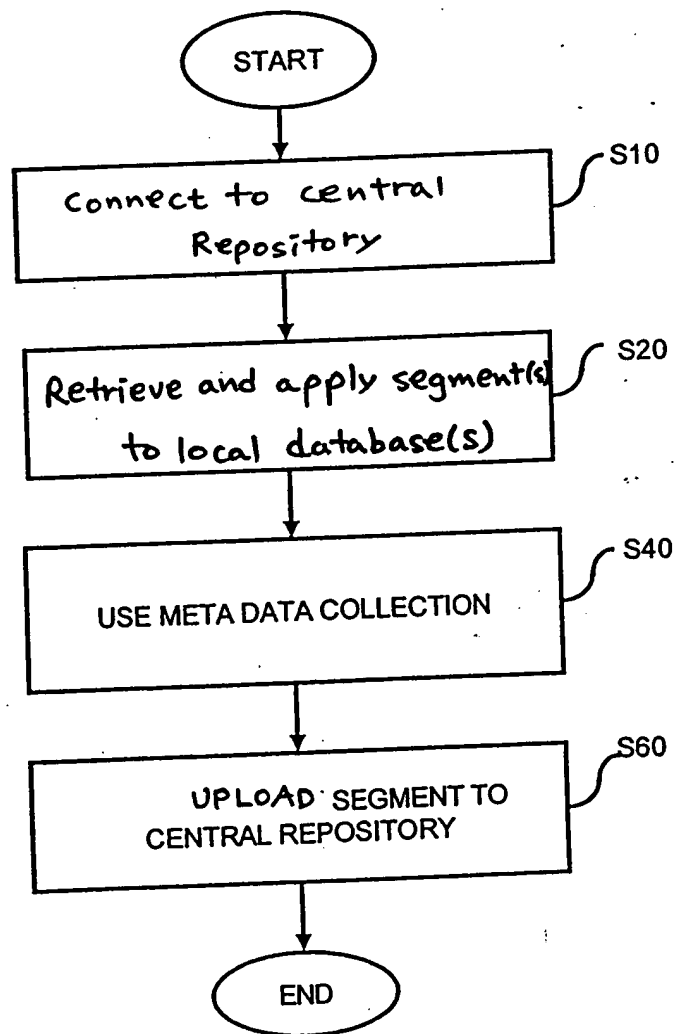 START
S10
Connect to central
Repository
S20
Retrieve and apply segment(s)
to local database(s)
S40
USE META DATA COLLECTION
S60
UPLOAD SEGMENT TO
CENTRAL REPOSITORY
END